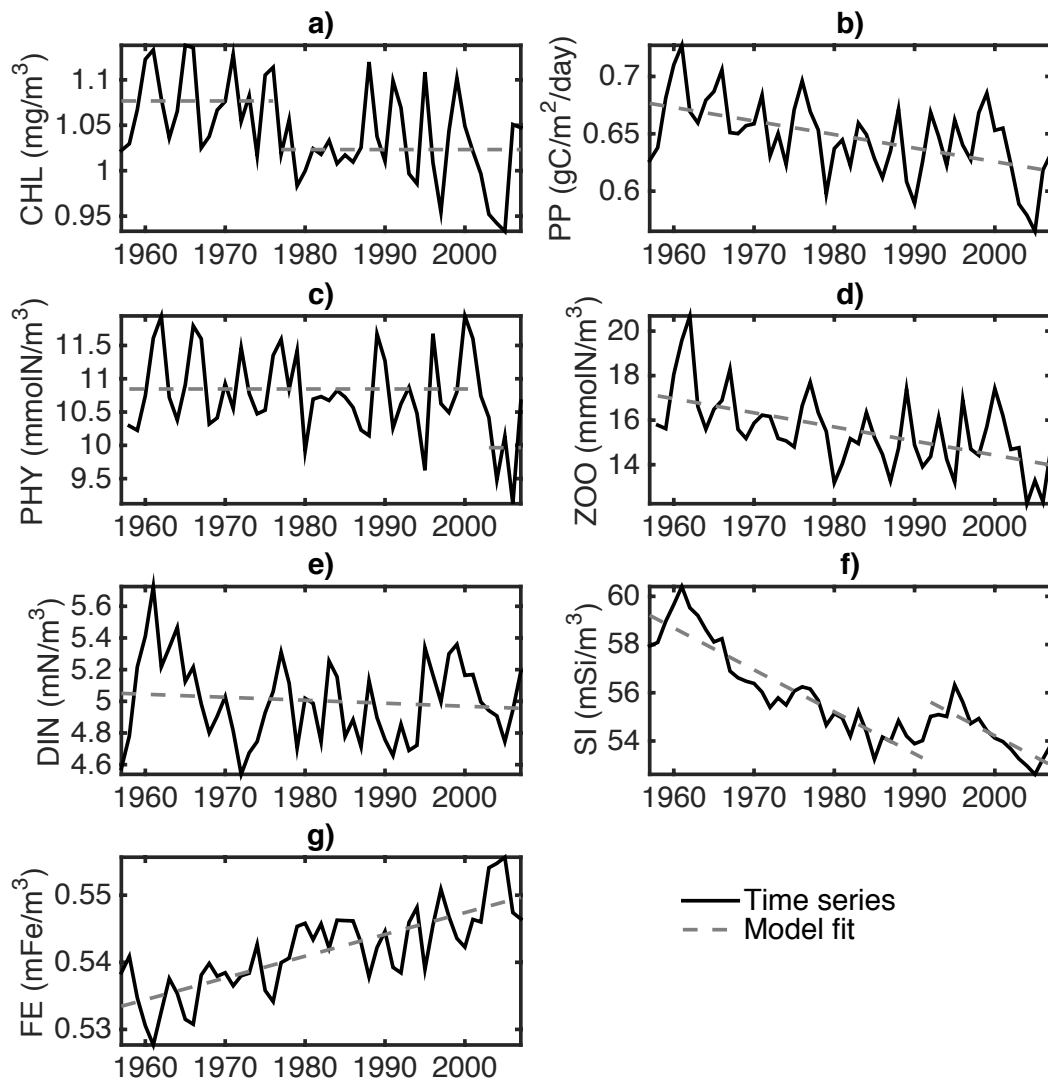 a)
CHL (mg/m³)
1.1
1.05
1
0.95
1960 1970 1980 1990 2000
b)
PP (gC/m²/day)
0.7
0.65
0.6
1960 1970 1980 1990 2000
c)
PHY (mmolN/m³)
11.5
11
10.5
10
9.5
1960 1970 1980 1990 2000
d)
ZOO (mmolN/m³)
20
18
16
14
1960 1970 1980 1990 2000
e)
DIN (mN/m³)
5.6
5.4
5.2
5
4.8
4.6
1960 1970 1980 1990 2000
f)
SI (mSi/m³)
60
58
56
54
1960 1970 1980 1990 2000
g)
FE (mFe/m³)
0.55
0.54
0.53
1960 1970 1980 1990 2000
Time series
Model fit